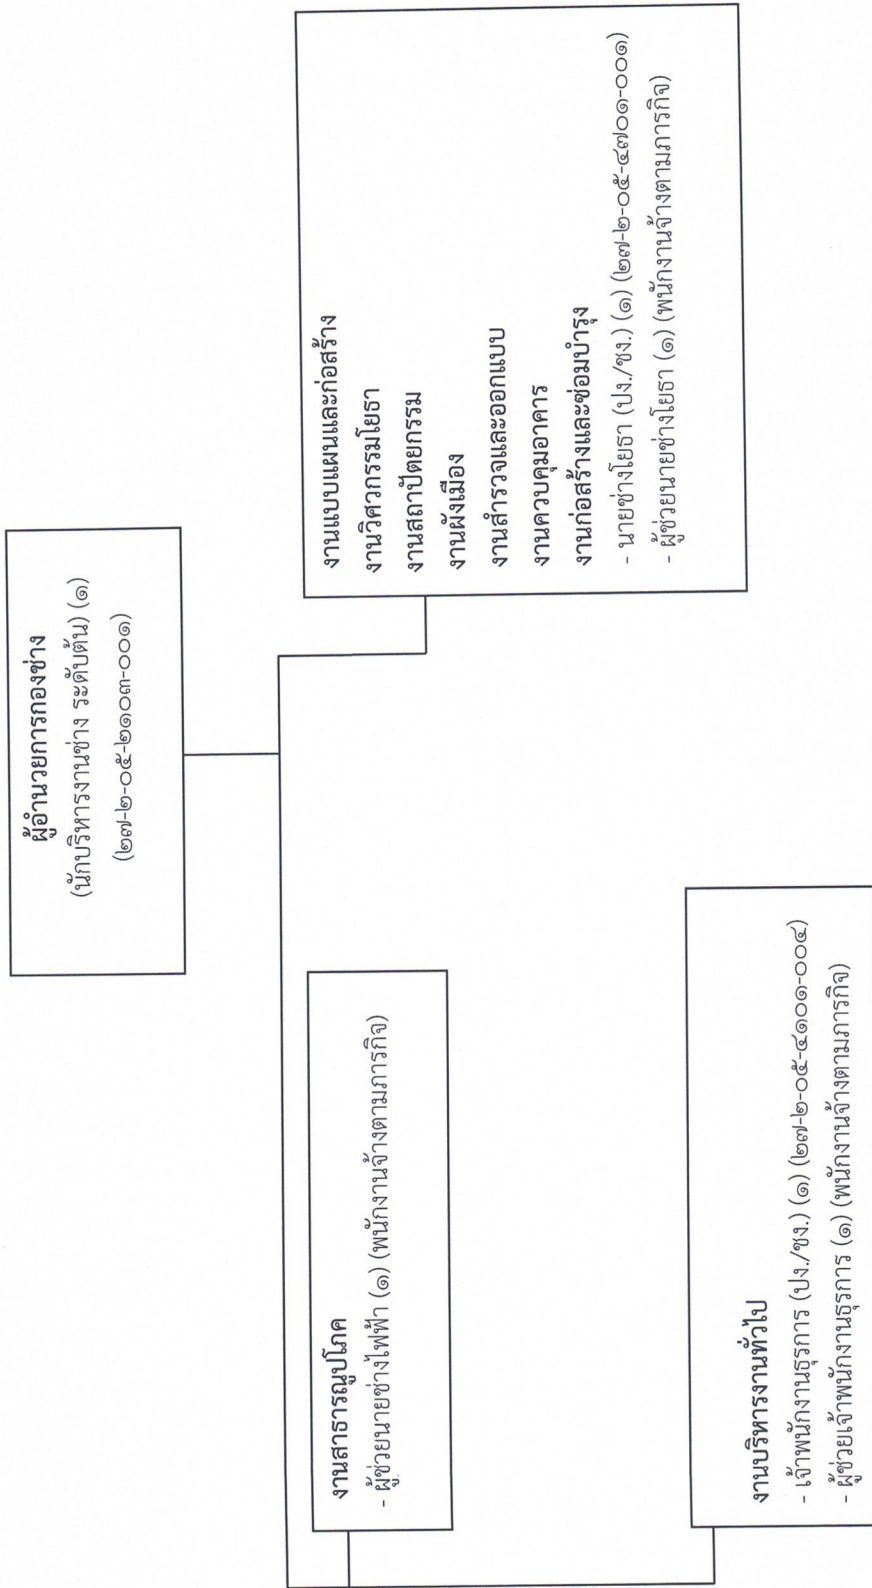 ผู้อำนวยการกองช่าง
(นักบริหารงานช่าง ระดับต้น) (๑)
(๒๗-๒-๐๕-๒๑๐๓-๐๐๑)
งานสาธารณูปโภค
- ผู้ช่วยนายช่างไฟฟ้า (๑) (พนักงานจ้างตามภารกิจ)
งานแบบแผนและก่อสร้าง
งานวิศวกรรมโยธา
งานสถาปัตยกรรม
งานผังเมือง
งานสำรวจและออกแบบ
งานควบคุมอาคาร
งานก่อสร้างและซ่อมบำรุง
- นายช่างโยธา (ปง./ชง.) (๑) (๒๗-๒-๐๕-๔๗๐๑-๐๐๑)
- ผู้ช่วยนายช่างโยธา (๑) (พนักงานจ้างตามภารกิจ)
งานบริหารงานทั่วไป
- เจ้าพนักงานธุรการ (ปง./ชง.) (๑) (๒๗-๒-๐๕-๔๑๐๑-๐๐๔)
- ผู้ช่วยเจ้าพนักงานธุรการ (๑) (พนักงานจ้างตามภารกิจ)